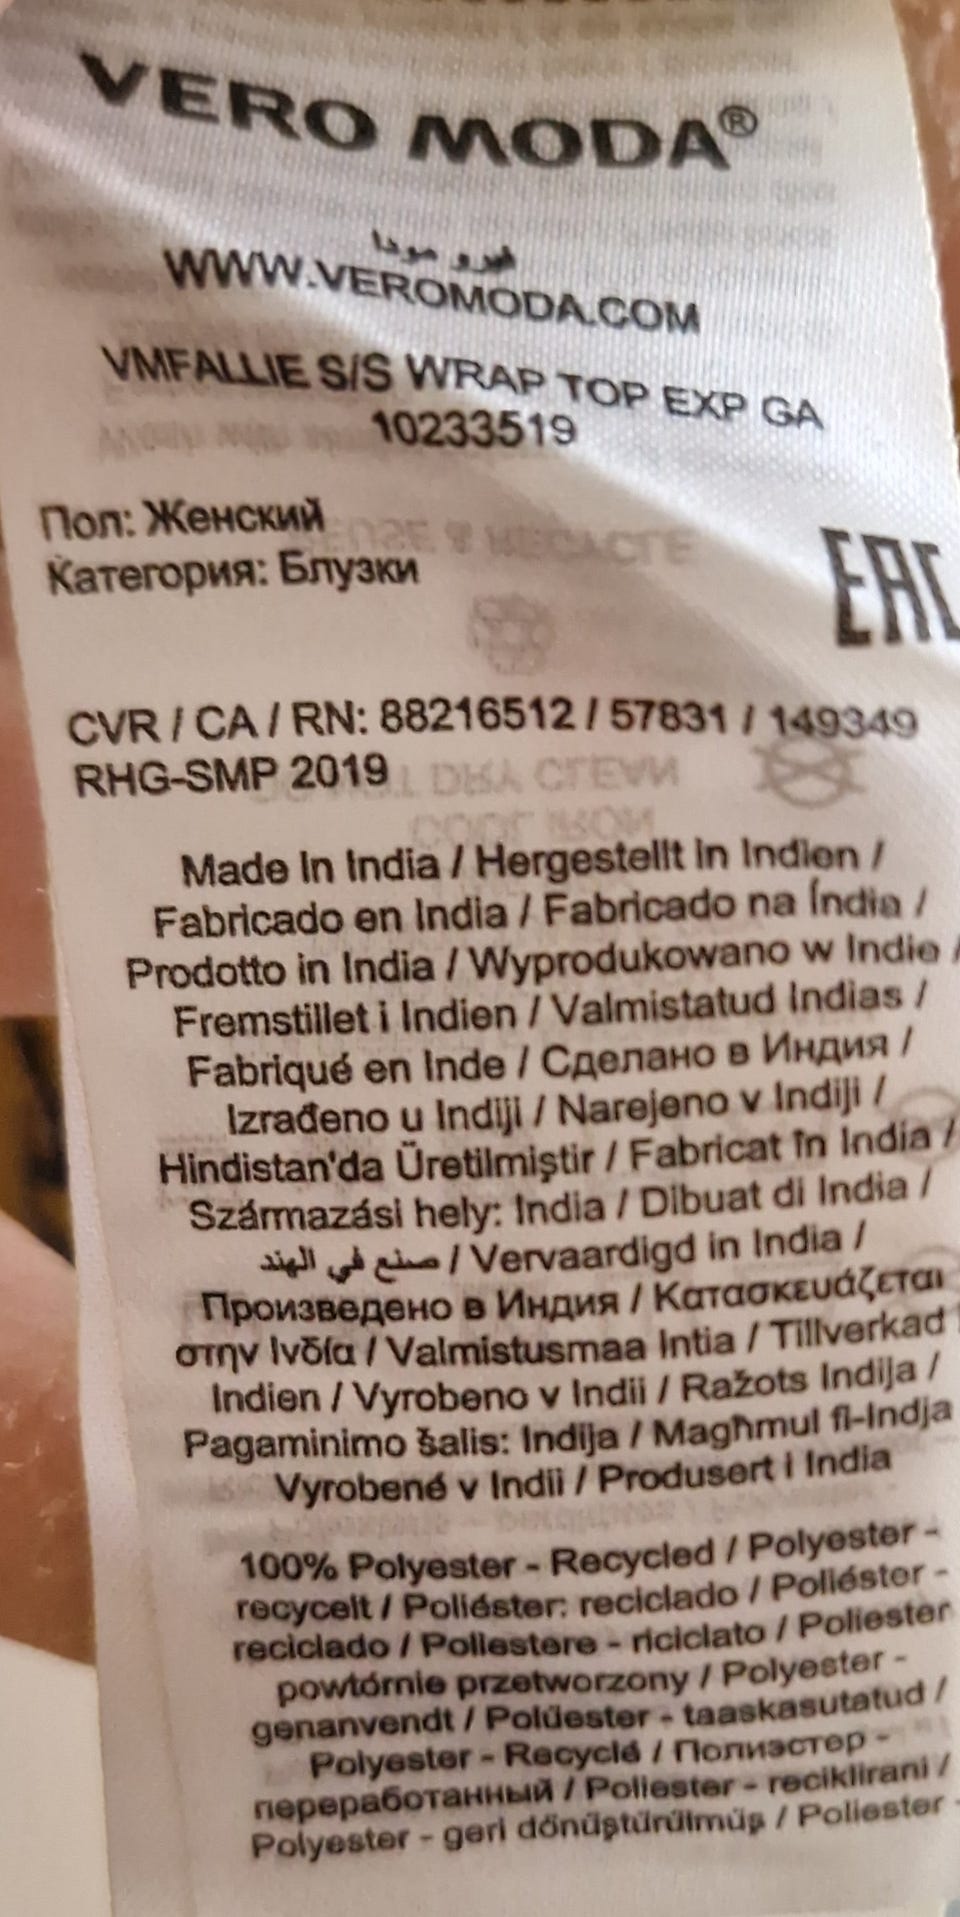 VERO MODA®
فيرو مودا
WWW.VEROMODA.COM
VMFALLIE S/S WRAP TOP EXP GA
10233519
Пол: Женский
Категория: Блузки
EAC
CVR / CA / RN: 88216512 / 57831 / 149349
RHG-SMP 2019
Made In India / Hergestellt in Indien /
Fabricado en India / Fabricado na Índia /
Prodotto in India / Wyprodukowano w Indie /
Fremstillet i Indien / Valmistatud Indias /
Fabriqué en Inde / Сделано в Индия /
Izrađeno u Indiji / Narejeno v Indiji /
Hindistan'da Üretilmiştir / Fabricat în India /
Származási hely: India / Dibuat di India /
صنع في الهند / Vervaardigd in India /
Произведено в Индия / Κατασκευάζεται
στην Ινδία / Valmistusmaa Intia / Tillverkad i
Indien / Vyrobeno v Indii / Ražots Indija /
Pagaminimo šalis: Indija / Magħmul fl-Indja
Vyrobené v Indii / Produsert i India
100% Polyester - Recycled / Polyester -
recycelt / Poliéster: reciclado / Poliéster -
reciclado / Poliestere - riciclato / Poliester
powtórnie przetworzony / Polyester -
genanvendt / Polüester - taaskasutatud /
Polyester - Recyclé / Полиэстер -
переработанный / Poliester - reciklirani /
Polyester - geri dönüştürülmüş / Poliester -